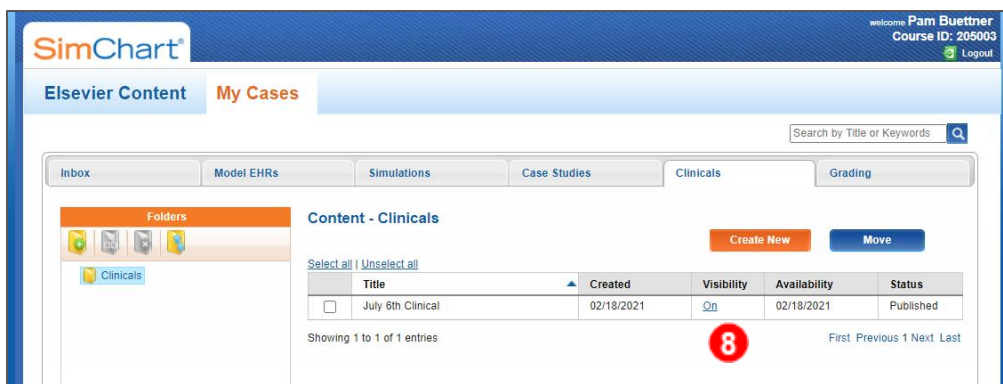 welcome Pam Buettner
Course ID: 205003
Logout
SimChart®
Elsevier Content My Cases
Search by Title or Keywords
Inbox Model EHRs Simulations Case Studies Clinicals Grading
Folders
Clinicals
Content - Clinicals
Create New Move
Select all | Unselect all
Title Created Visibility Availability Status
July 6th Clinical 02/18/2021 On 02/18/2021 Published
Showing 1 to 1 of 1 entries
8
First Previous 1 Next Last